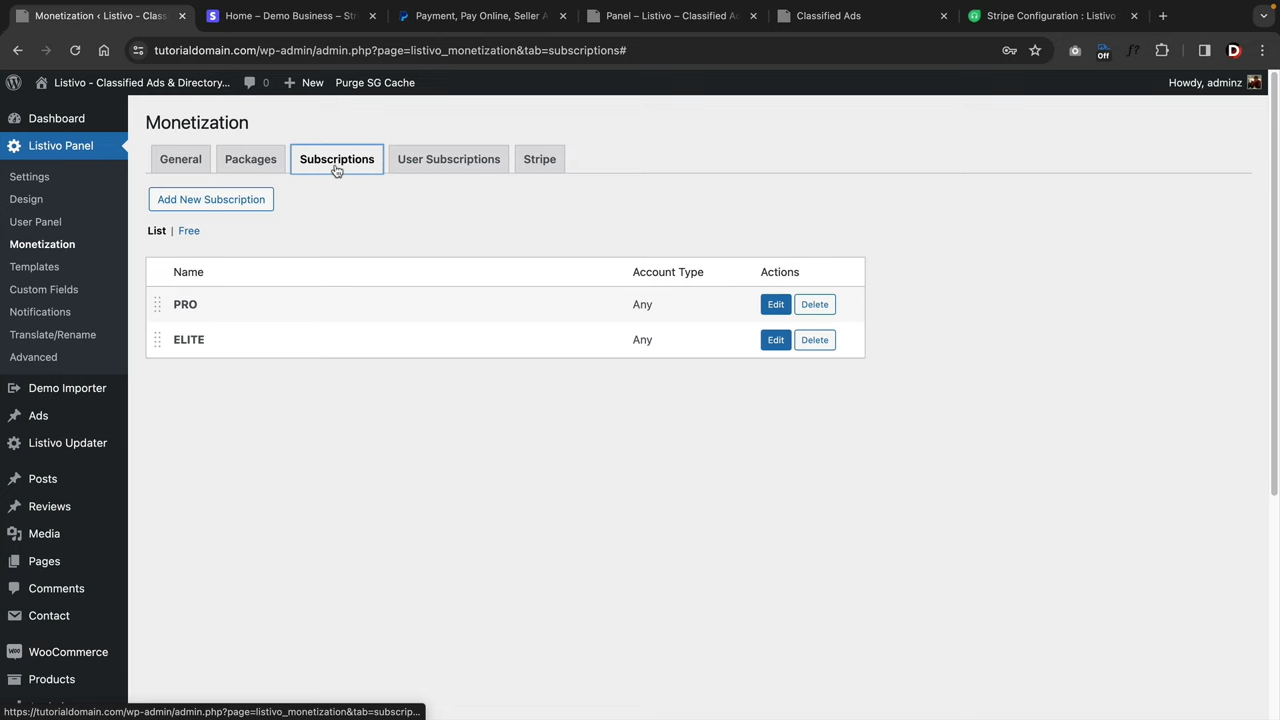 Monetization ‹ Listivo - Class
Home – Demo Business – Str
Payment, Pay Online, Seller A
Panel – Listivo – Classified Ad
Classified Ads
Stripe Configuration : Listivo
tutorialdomain.com/wp-admin/admin.php?page=listivo_monetization&tab=subscriptions#
Off
f?
D
Listivo - Classified Ads & Directory...
0
New
Purge SG Cache
Howdy, adminz
Dashboard
Listivo Panel
Settings
Design
User Panel
Monetization
Templates
Custom Fields
Notifications
Translate/Rename
Advanced
Demo Importer
Ads
Listivo Updater
Posts
Reviews
Media
Pages
Comments
Contact
WooCommerce
Products
Monetization
General
Packages
Subscriptions
User Subscriptions
Stripe
Add New Subscription
List | Free
Name Account Type Actions
PRO Any Edit Delete
ELITE Any Edit Delete
https://tutorialdomain.com/wp-admin/admin.php?page=listivo_monetization&tab=subscrip...